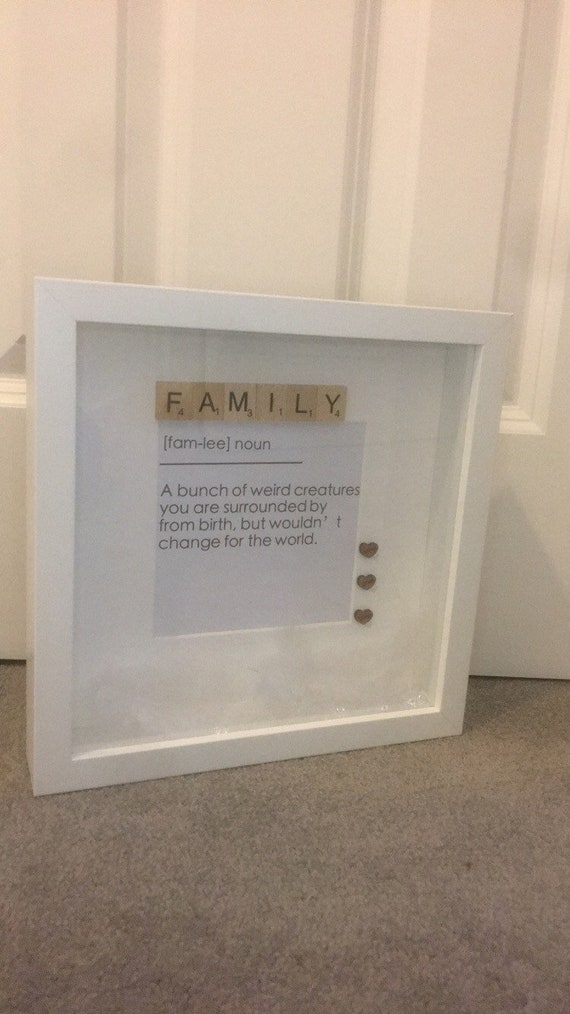 FAMILY
[fam-lee] noun
A bunch of weird creatures
you are surrounded by
from birth, but wouldn't
change for the world.